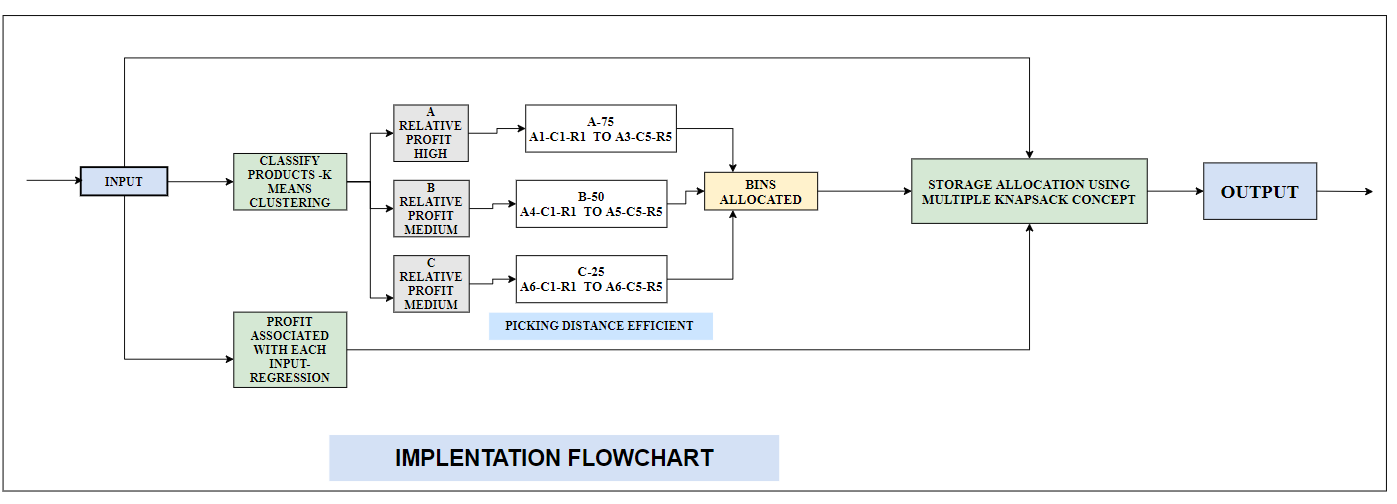 INPUT
CLASSIFY
PRODUCTS -K
MEANS
CLUSTERING
A
RELATIVE
PROFIT
HIGH
A-75
A1-C1-R1 TO A3-C5-R5
B
RELATIVE
PROFIT
MEDIUM
B-50
A4-C1-R1 TO A5-C5-R5
C
RELATIVE
PROFIT
MEDIUM
C-25
A6-C1-R1 TO A6-C5-R5
BINS
ALLOCATED
STORAGE ALLOCATION USING
MULTIPLE KNAPSACK CONCEPT
OUTPUT
PICKING DISTANCE EFFICIENT
PROFIT
ASSOCIATED
WITH EACH
INPUT-
REGRESSION
IMPLENTATION FLOWCHART